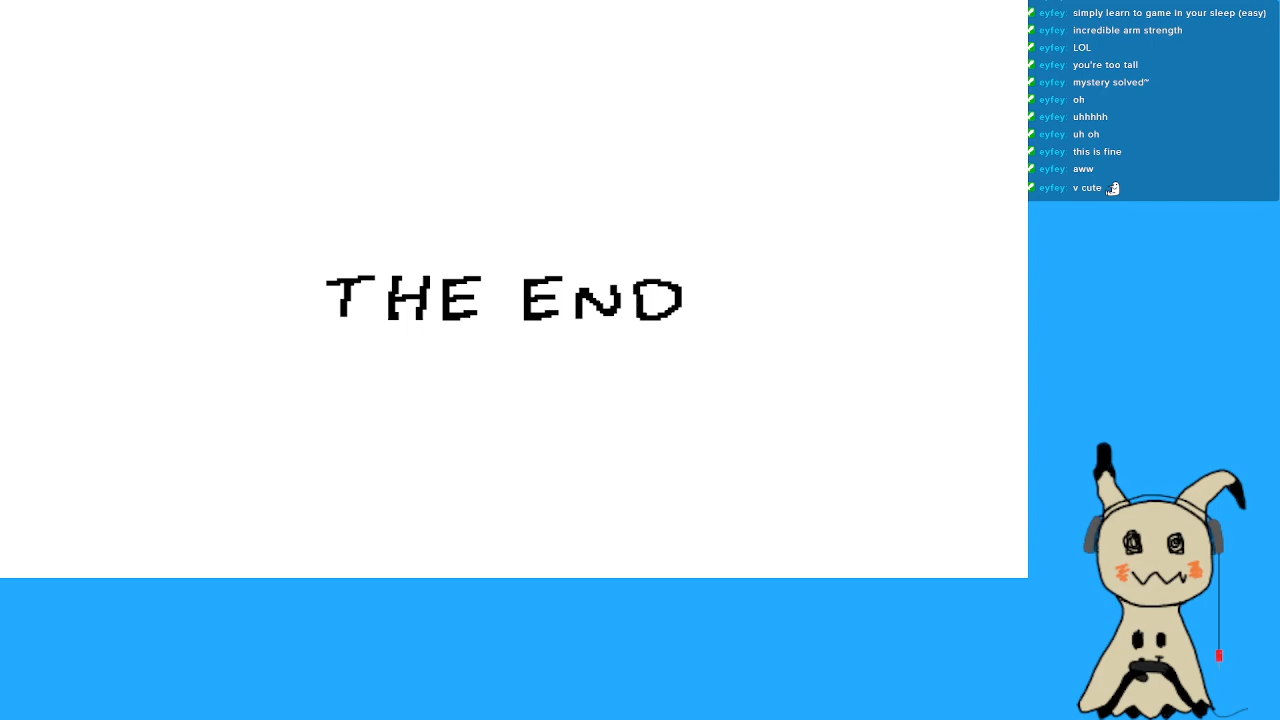 THE END
eyfey: simply learn to game in your sleep (easy)
eyfey: incredible arm strength
eyfey: LOL
eyfey: you're too tall
eyfey: mystery solved~
eyfey: oh
eyfey: uhhhhh
eyfey: uh oh
eyfey: this is fine
eyfey: aww
eyfey: v cute